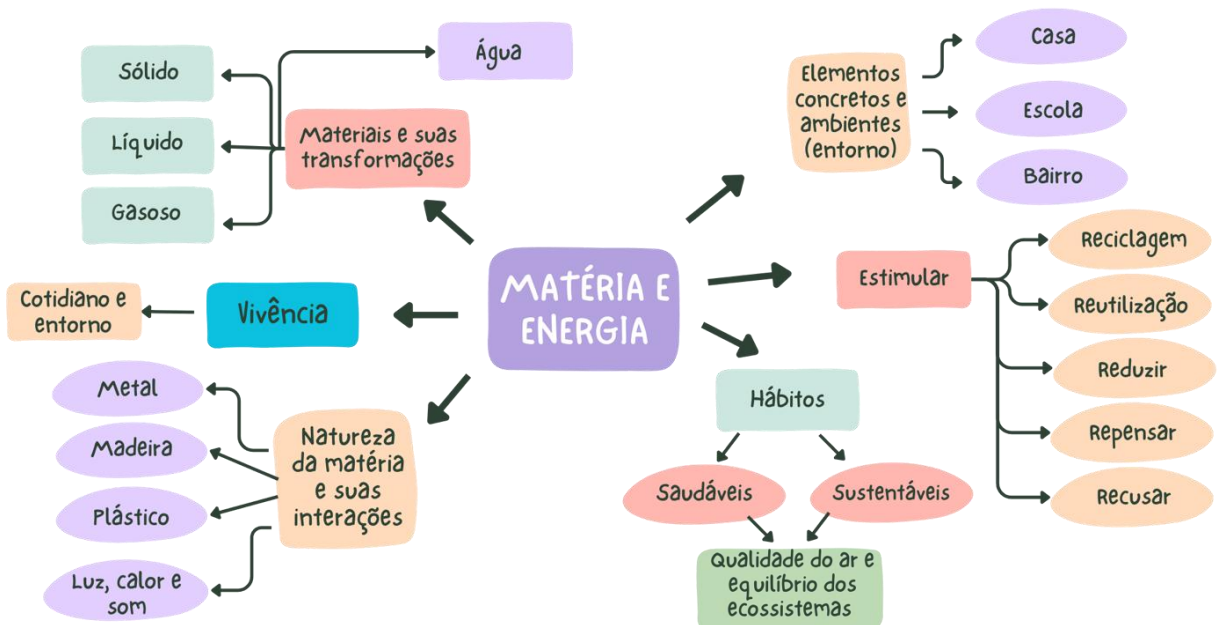 MATÉRIA E
ENERGIA
Materiais e suas
transformações
Água
Sólido
Líquido
Gasoso
Vivência
Cotidiano e
entorno
Natureza
da matéria
e suas
interações
Metal
Madeira
Plástico
Luz, calor e
som
Elementos
concretos e
ambientes
(entorno)
Casa
Escola
Bairro
Estimular
Reciclagem
Reutilização
Reduzir
Repensar
Recusar
Hábitos
Saudáveis
Sustentáveis
Qualidade do ar e
equilíbrio dos
ecossistemas